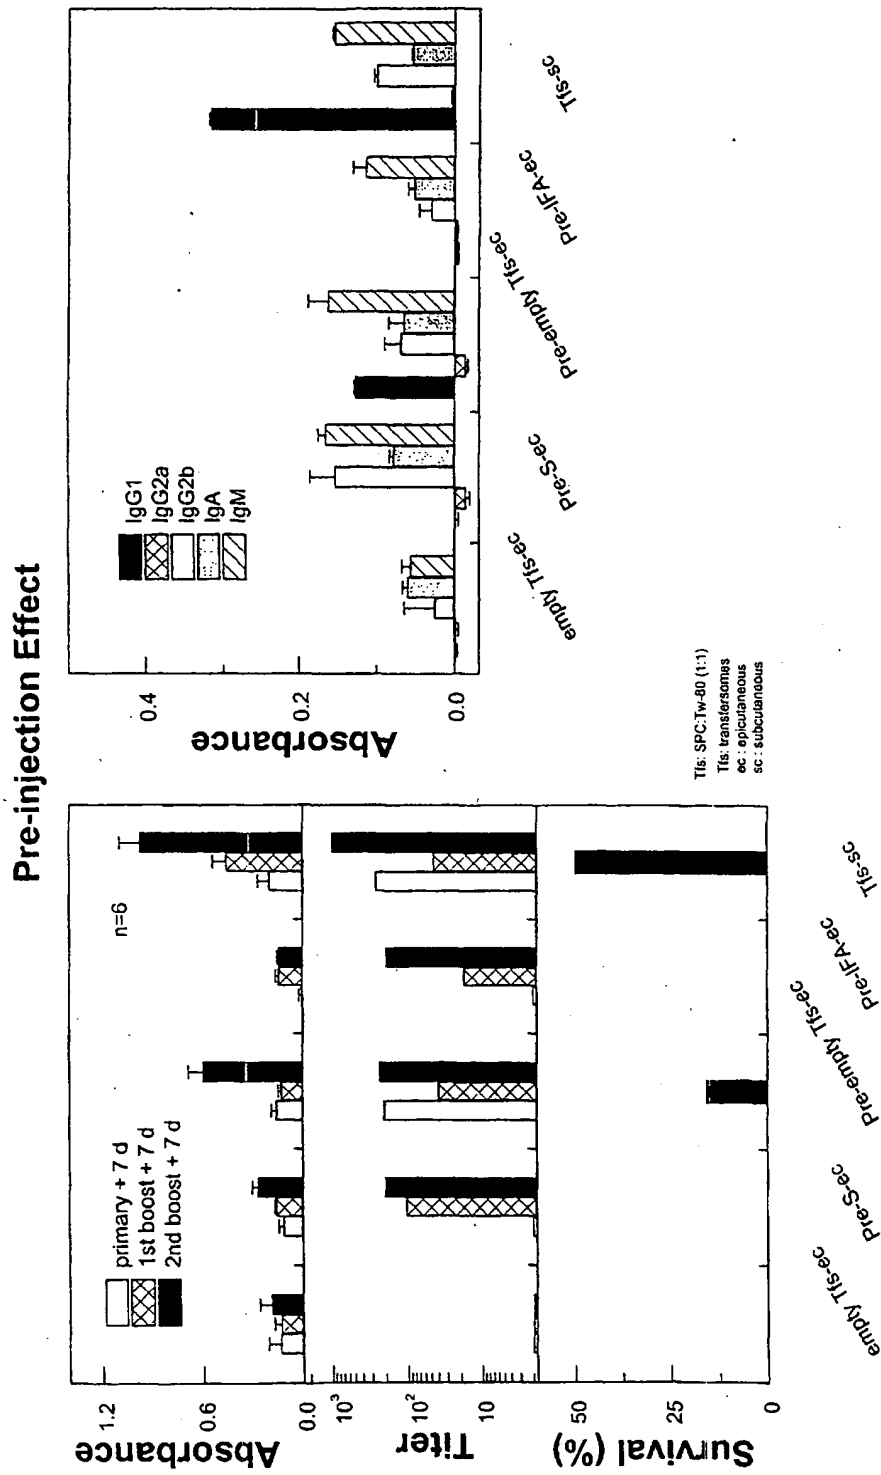 Pre-injection Effect
primary + 7 d
1st boost + 7 d
2nd boost + 7 d
n=6
1.2
0.6
0.0
Absorbance
10³
10²
10
Titer
50
25
0
Survival (%)
empty Tfs-ec
Pre-S-ec
Pre-empty Tfs-ec
Pre-IFA-ec
Tfs-sc
IgG1
IgG2a
IgG2b
IgA
IgM
0.4
0.2
0.0
Absorbance
empty Tfs-ec
Pre-S-ec
Pre-empty Tfs-ec
Pre-IFA-ec
Tfs-sc
Tfs: SPC:Tw-80 (1:1)
Tfs: transfersomes
ec : epicutaneous
sc : subcutaneous